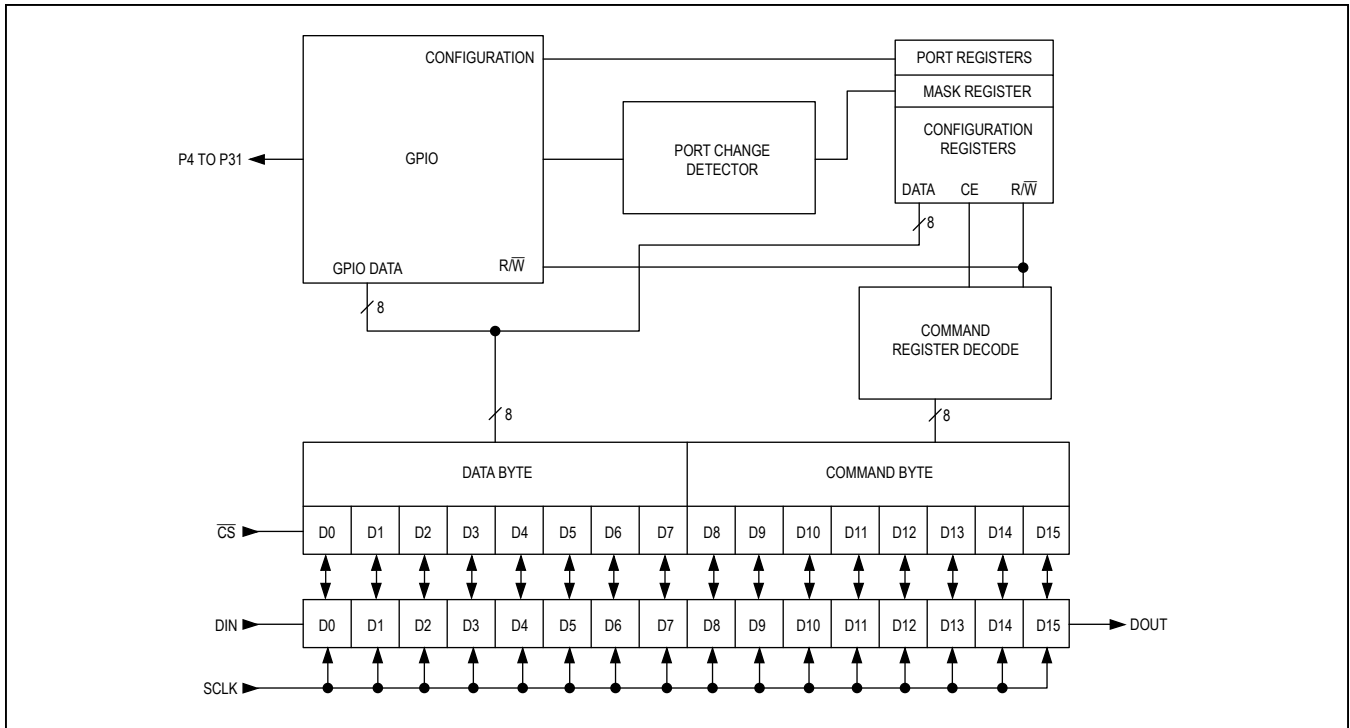 CONFIGURATION
PORT REGISTERS
MASK REGISTER
CONFIGURATION
REGISTERS
PORT CHANGE
DETECTOR
P4 TO P31
GPIO
DATA CE R/W̅
8
GPIO DATA
R/W̅
8
COMMAND
REGISTER DECODE
8
8
DATA BYTE
COMMAND BYTE
C̅S̅
D0 D1 D2 D3 D4 D5 D6 D7 D8 D9 D10 D11 D12 D13 D14 D15
DIN
D0 D1 D2 D3 D4 D5 D6 D7 D8 D9 D10 D11 D12 D13 D14 D15
DOUT
SCLK